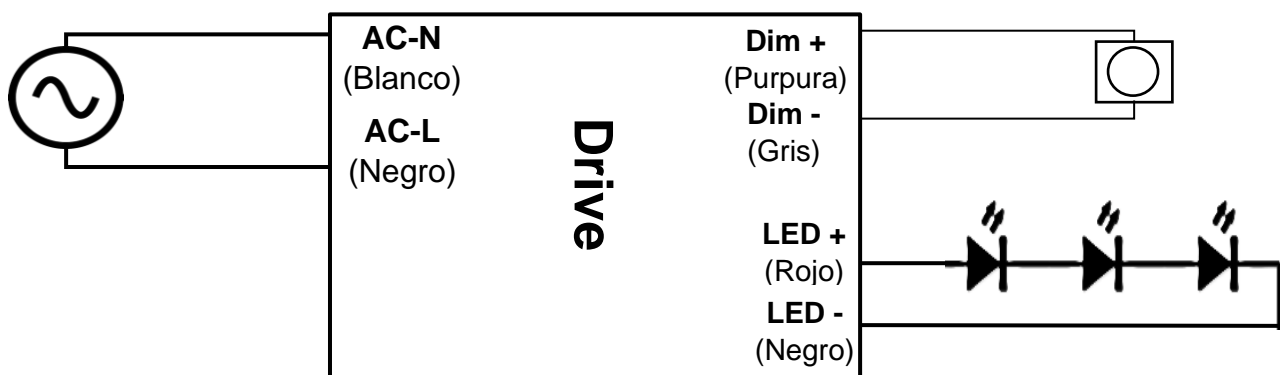 AC-N
(Blanco)
AC-L
(Negro)
Drive
Dim +
(Purpura)
Dim -
(Gris)
LED +
(Rojo)
LED -
(Negro)